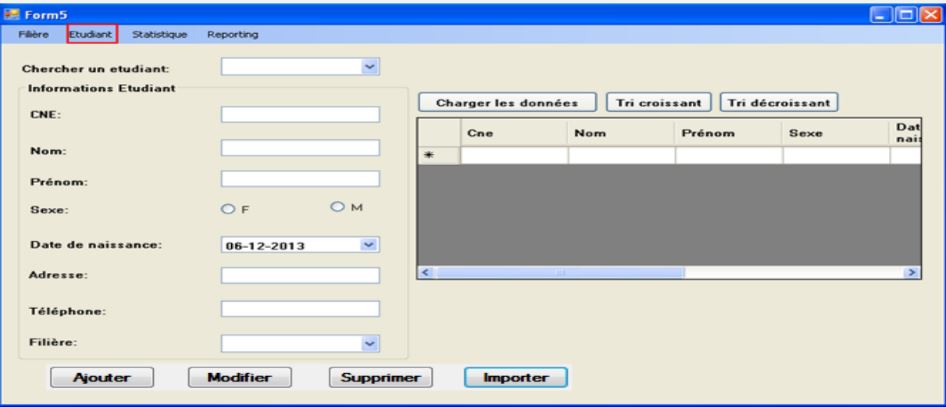 Form5
Filière Etudiant Statistique Reporting
Chercher un etudiant:
Informations Etudiant
CNE:
Nom:
Prénom:
Sexe: F M
Date de naissance: 06-12-2013
Adresse:
Téléphone:
Filière:
Charger les données Tri croissant Tri décroissant
Cne Nom Prénom Sexe Dat
nais
Ajouter Modifier Supprimer Importer